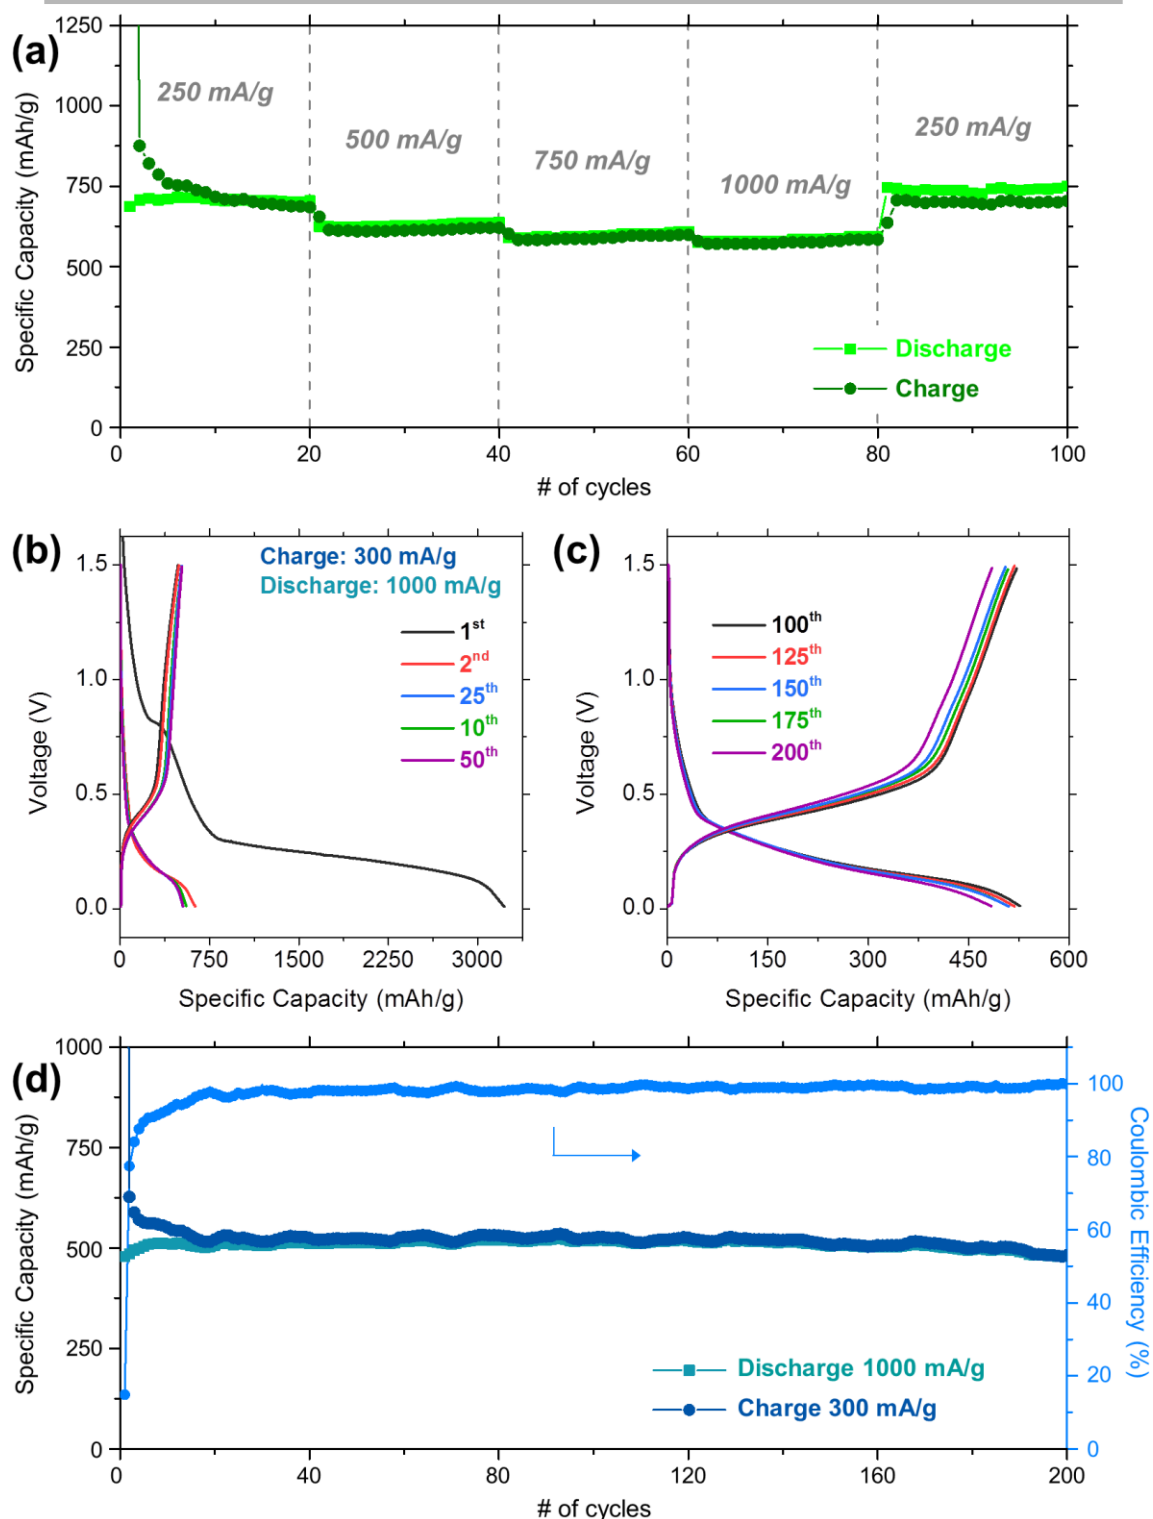 (a)
1250
1000
750
500
250
0
Specific Capacity (mAh/g)
250 mA/g
500 mA/g
750 mA/g
1000 mA/g
250 mA/g
Discharge
Charge
0 20 40 60 80 100
# of cycles
(b)
1.5
1.0
0.5
0.0
Voltage (V)
Charge: 300 mA/g
Discharge: 1000 mA/g
1st
2nd
25th
10th
50th
0 750 1500 2250 3000
Specific Capacity (mAh/g)
(c)
1.5
1.0
0.5
0.0
Voltage (V)
100th
125th
150th
175th
200th
0 150 300 450 600
Specific Capacity (mAh/g)
(d)
1000
750
500
250
0
Specific Capacity (mAh/g)
100
80
60
40
20
0
Coulombic Efficiency (%)
Discharge 1000 mA/g
Charge 300 mA/g
0 40 80 120 160 200
# of cycles